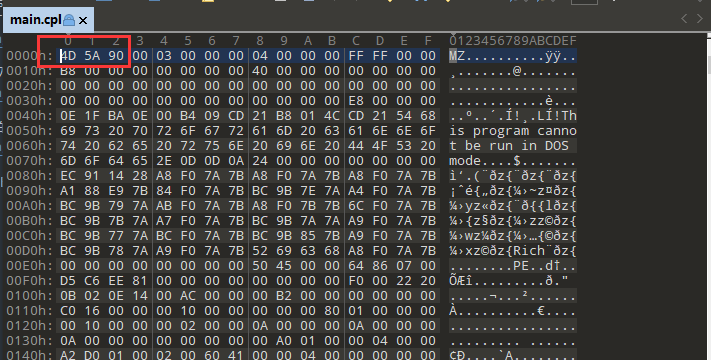 main.cpl
0 1 2 3 4 5 6 7 8 9 A B C D E F 0123456789ABCDEF
0000h: 4D 5A 90 00 03 00 00 00 04 00 00 00 FF FF 00 00 MZ..........ÿÿ..
0010h: B8 00 00 00 00 00 00 00 40 00 00 00 00 00 00 00 ¸.......@.......
0020h: 00 00 00 00 00 00 00 00 00 00 00 00 00 00 00 00 ................
0030h: 00 00 00 00 00 00 00 00 00 00 00 00 E8 00 00 00 ............è...
0040h: 0E 1F BA 0E 00 B4 09 CD 21 B8 01 4C CD 21 54 68 ..º..´.Í!¸.LÍ!Th
0050h: 69 73 20 70 72 6F 67 72 61 6D 20 63 61 6E 6E 6F is program canno
0060h: 74 20 62 65 20 72 75 6E 20 69 6E 20 44 4F 53 20 t be run in DOS
0070h: 6D 6F 64 65 2E 0D 0D 0A 24 00 00 00 00 00 00 00 mode....$.......
0080h: EC 91 14 28 A8 F0 7A 7B A8 F0 7A 7B A8 F0 7A 7B ì‘.(¨ðz{¨ðz{¨ðz{
0090h: A1 88 E9 7B 84 F0 7A 7B BC 9B 7E 7A A4 F0 7A 7B ¡ˆé{„ðz{¼›~z¤ðz{
00A0h: BC 9B 79 7A AB F0 7A 7B A8 F0 7B 7B 6C F0 7A 7B ¼›yz«ðz{¨ð{{lðz{
00B0h: BC 9B 7B 7A A7 F0 7A 7B BC 9B 7A 7A A9 F0 7A 7B ¼›{z§ðz{¼›zz©ðz{
00C0h: BC 9B 77 7A BC F0 7A 7B BC 9B 85 7B A9 F0 7A 7B ¼›wz¼ðz{¼›…{©ðz{
00D0h: BC 9B 78 7A A9 F0 7A 7B 52 69 63 68 A8 F0 7A 7B ¼›xz©ðz{Rich¨ðz{
00E0h: 00 00 00 00 00 00 00 00 50 45 00 00 64 86 07 00 ........PE..d†..
00F0h: D5 C6 EE 81 00 00 00 00 00 00 00 00 F0 00 22 20 ÕÆî.........ð."
0100h: 0B 02 0E 14 00 AC 00 00 00 B2 00 00 00 00 00 00 .....¬...²......
0110h: C0 16 00 00 00 10 00 00 00 00 00 80 01 00 00 00 À..........€....
0120h: 00 10 00 00 00 02 00 00 0A 00 00 00 0A 00 00 00 ................
0130h: 0A 00 00 00 00 00 00 00 00 A0 01 00 00 04 00 00
0140h: A2 D0 01 00 02 00 60 41 00 00 04 00 00 00 00 00 ¢Ð....`A